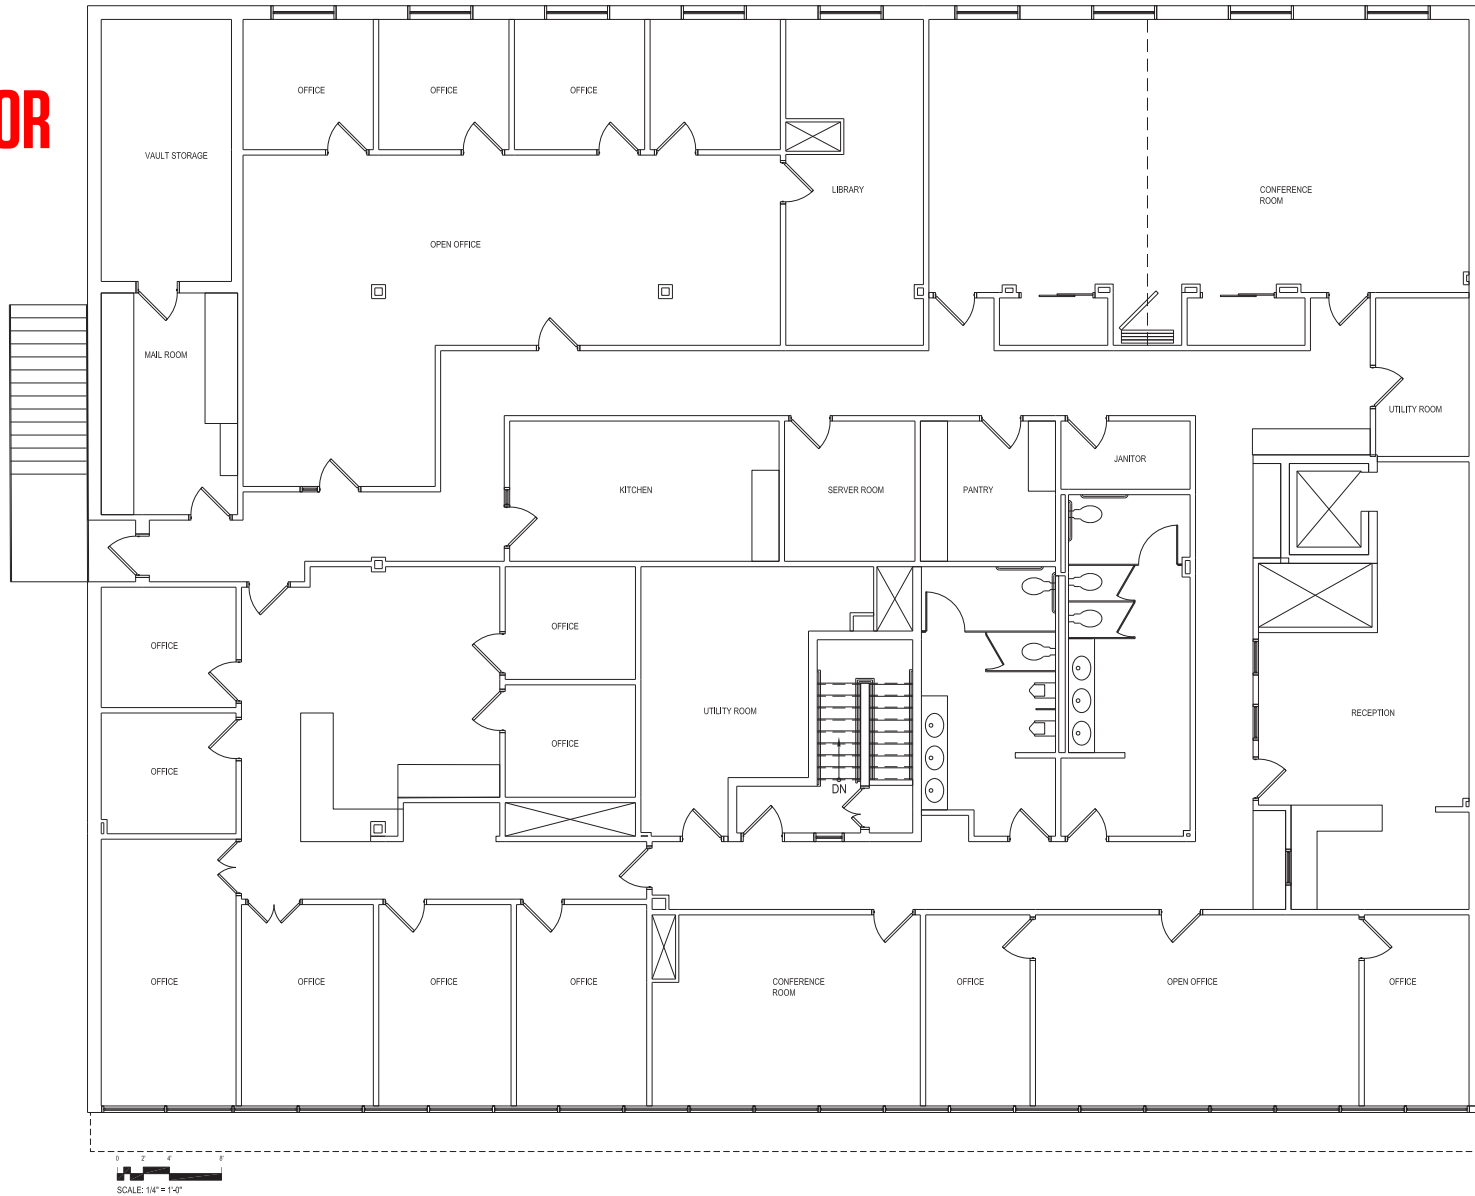 OR
OFFICE
OFFICE
OFFICE
VAULT STORAGE
LIBRARY
CONFERENCE
ROOM
OPEN OFFICE
MAIL ROOM
UTILITY ROOM
JANITOR
KITCHEN
SERVER ROOM
PANTRY
OFFICE
OFFICE
UTILITY ROOM
RECEPTION
OFFICE
OFFICE
DN
OFFICE
OFFICE
OFFICE
OFFICE
CONFERENCE
ROOM
OFFICE
OPEN OFFICE
OFFICE
0 2' 4' 8'
SCALE: 1/4" = 1'-0"